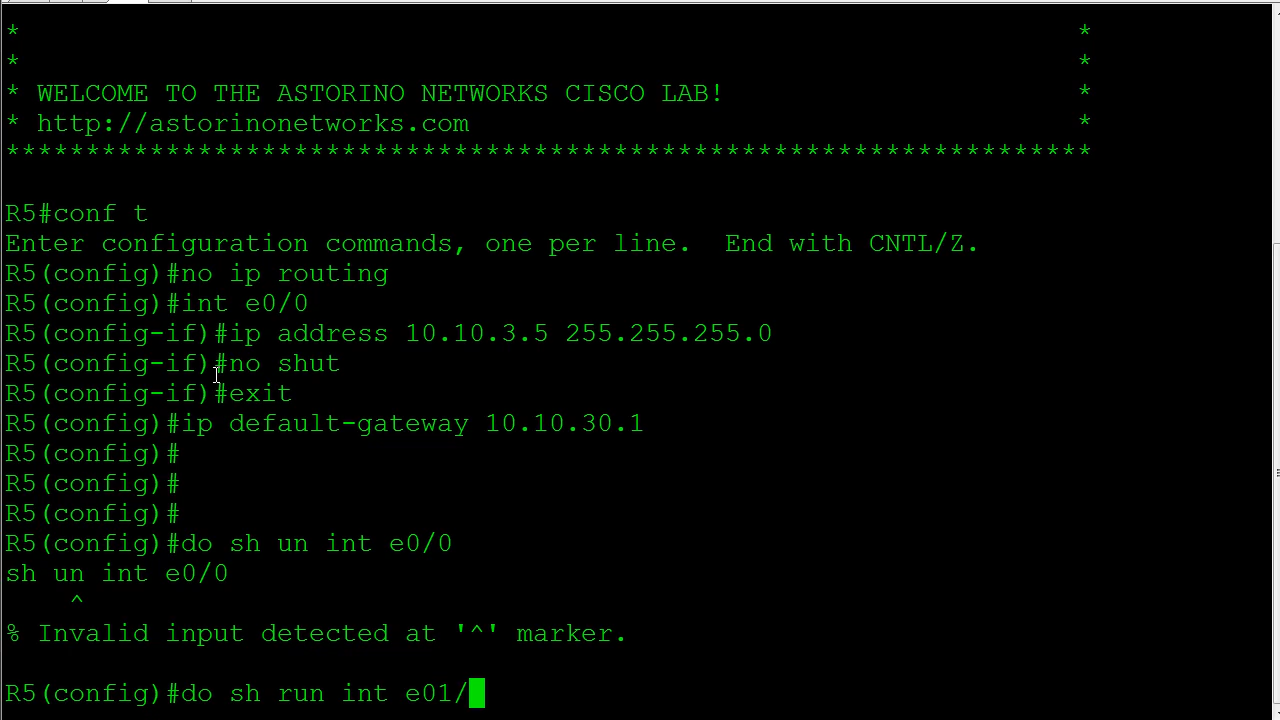 *                                                                   *
*                                                                   *
* WELCOME TO THE ASTORINO NETWORKS CISCO LAB!                       *
* http://astorinonetworks.com                                       *
********************************************************************
R5#conf t
Enter configuration commands, one per line.  End with CNTL/Z.
R5(config)#no ip routing
R5(config)#int e0/0
R5(config-if)#ip address 10.10.3.5 255.255.255.0
R5(config-if)#no shut
R5(config-if)#exit
R5(config)#ip default-gateway 10.10.30.1
R5(config)#
R5(config)#
R5(config)#
R5(config)#do sh un int e0/0
sh un int e0/0
    ^
% Invalid input detected at '^' marker.
R5(config)#do sh run int e01/